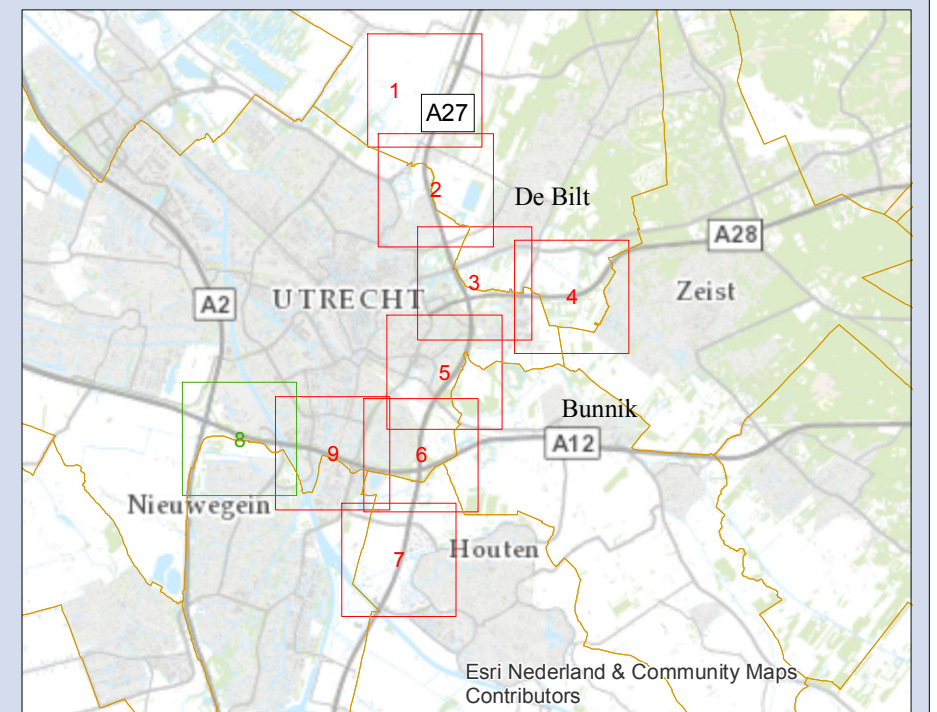 1
A27
2
De Bilt
A28
3
4
Zeist
A2
UTRECHT
5
Bunnik
8
9
6
A12
Nieuwegein
7
Houten
Esri Nederland & Community Maps
Contributors